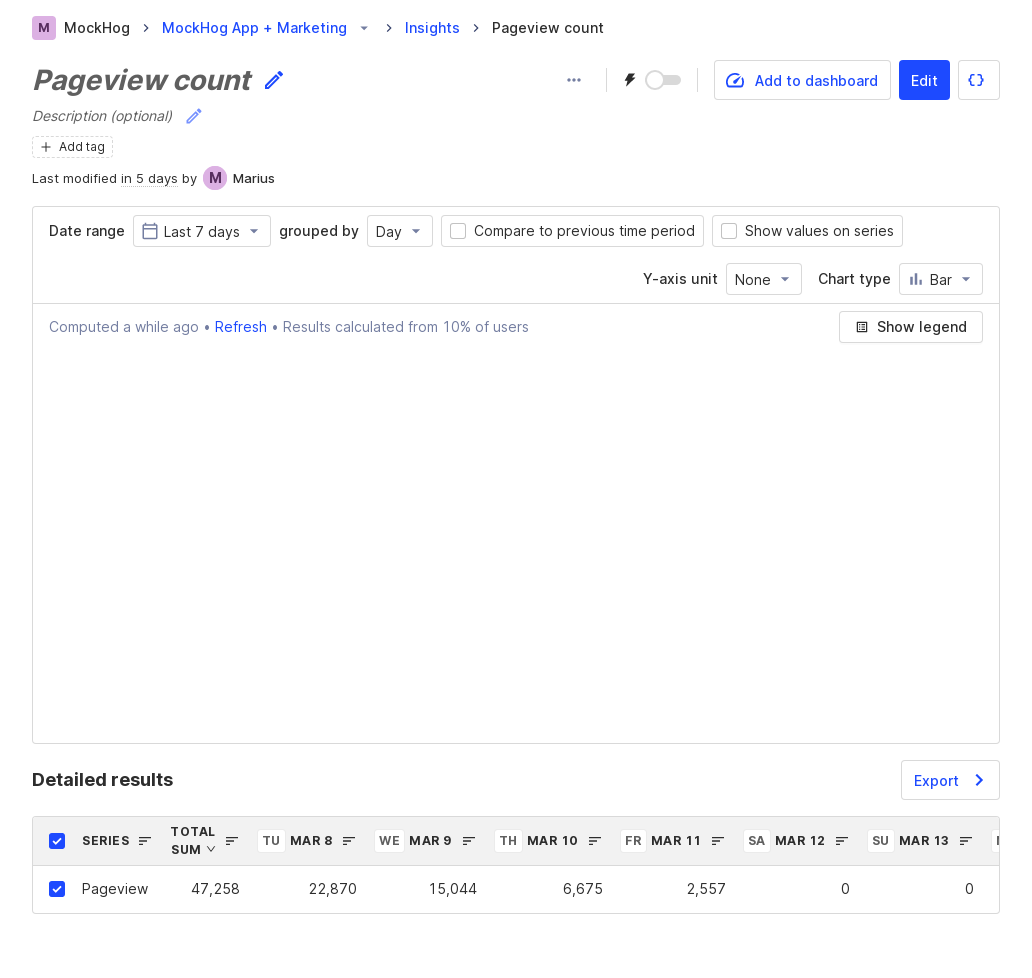 M MockHog > MockHog App + Marketing > Insights > Pageview count
Pageview count
Add to dashboard
Edit
Description (optional)
Add tag
Last modified in 5 days by M Marius
Date range Last 7 days grouped by Day Compare to previous time period Show values on series
Y-axis unit None Chart type Bar
Computed a while ago • Refresh • Results calculated from 10% of users
Show legend
Detailed results
Export
SERIES TOTAL SUM TU MAR 8 WE MAR 9 TH MAR 10 FR MAR 11 SA MAR 12 SU MAR 13
Pageview 47,258 22,870 15,044 6,675 2,557 0 0